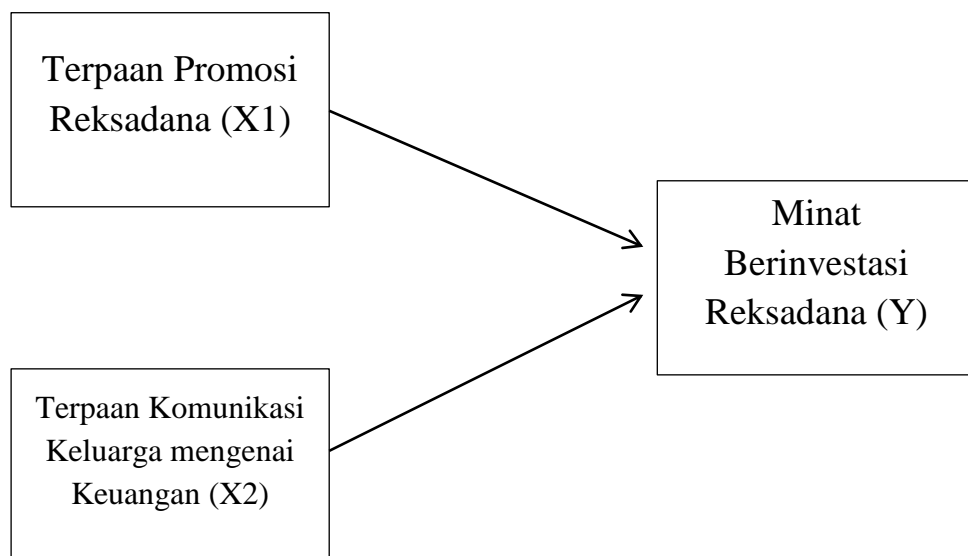 Terpaan Promosi
Reksadana (X1)
Minat
Berinvestasi
Reksadana (Y)
Terpaan Komunikasi
Keluarga mengenai
Keuangan (X2)